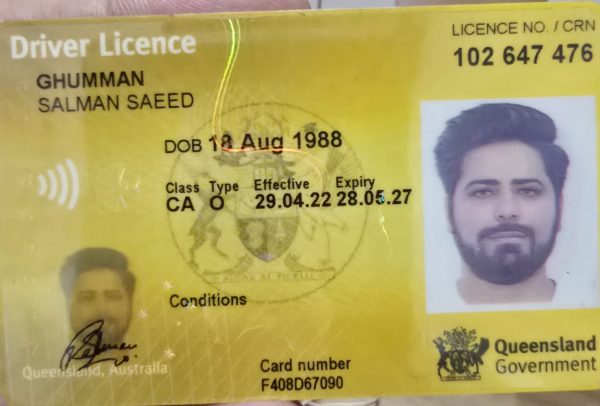 Driver Licence
LICENCE NO. / CRN
102 647 476
GHUMMAN
SALMAN SAEED
DOB 18 Aug 1988
Class Type Effective Expiry
CA O 29.04.22 28.05.27
Conditions
Queensland, Australia
Card number
F408D67090
Queensland
Government